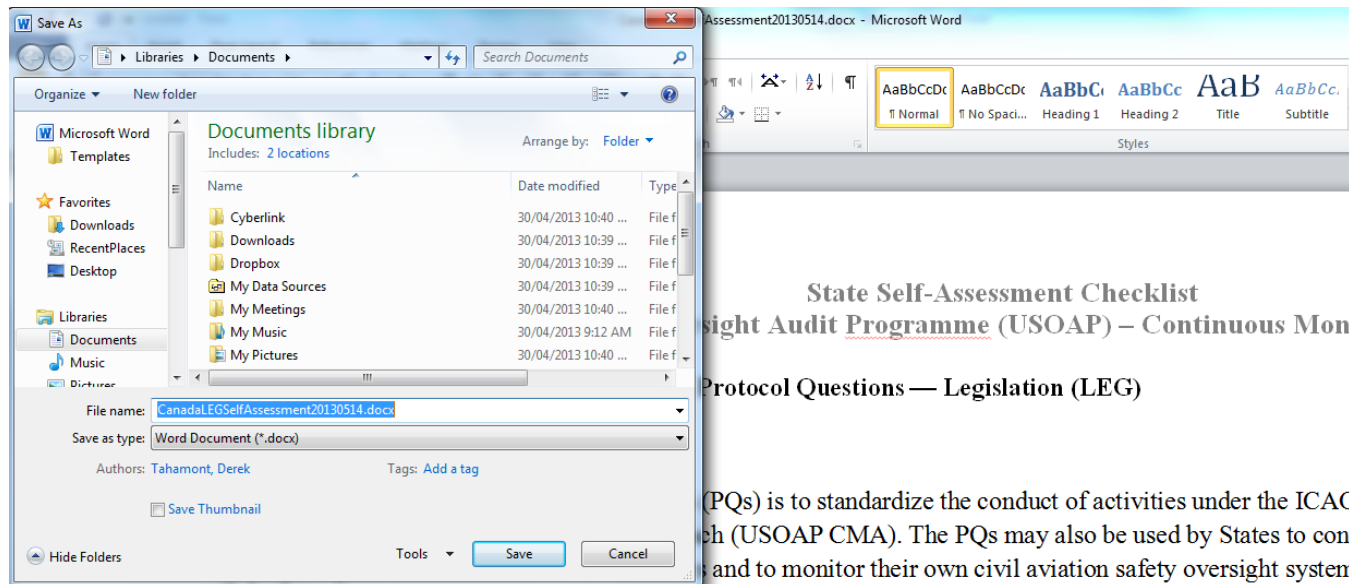 Save As
Assessment20130514.docx - Microsoft Word
Libraries Documents
Search Documents
Organize New folder
Microsoft Word
Templates
Favorites
Downloads
RecentPlaces
Desktop
Libraries
Documents
Music
Pictures
Documents library
Includes: 2 locations
Arrange by: Folder
Name Date modified Type
Cyberlink 30/04/2013 10:40 ... File f
Downloads 30/04/2013 10:39 ... File f
Dropbox 30/04/2013 10:39 ... File f
My Data Sources 30/04/2013 10:39 ... File f
My Meetings 30/04/2013 10:40 ... File f
My Music 30/04/2013 9:12 AM File f
My Pictures 30/04/2013 10:40 ... File f
File name: CanadaLEGSelfAssessment20130514.docx
Save as type: Word Document (*.docx)
Authors: Tahamont, Derek Tags: Add a tag
Save Thumbnail
Hide Folders Tools Save Cancel
AaBbCcDc AaBbCcDc AaBbC AaBbCc AaB AaBbCc.
¶ Normal ¶ No Spaci... Heading 1 Heading 2 Title Subtitle
Styles
State Self-Assessment Checklist
sight Audit Programme (USOAP) – Continuous Mon
Protocol Questions — Legislation (LEG)
(PQs) is to standardize the conduct of activities under the ICAO
ch (USOAP CMA). The PQs may also be used by States to con
s and to monitor their own civil aviation safety oversight system